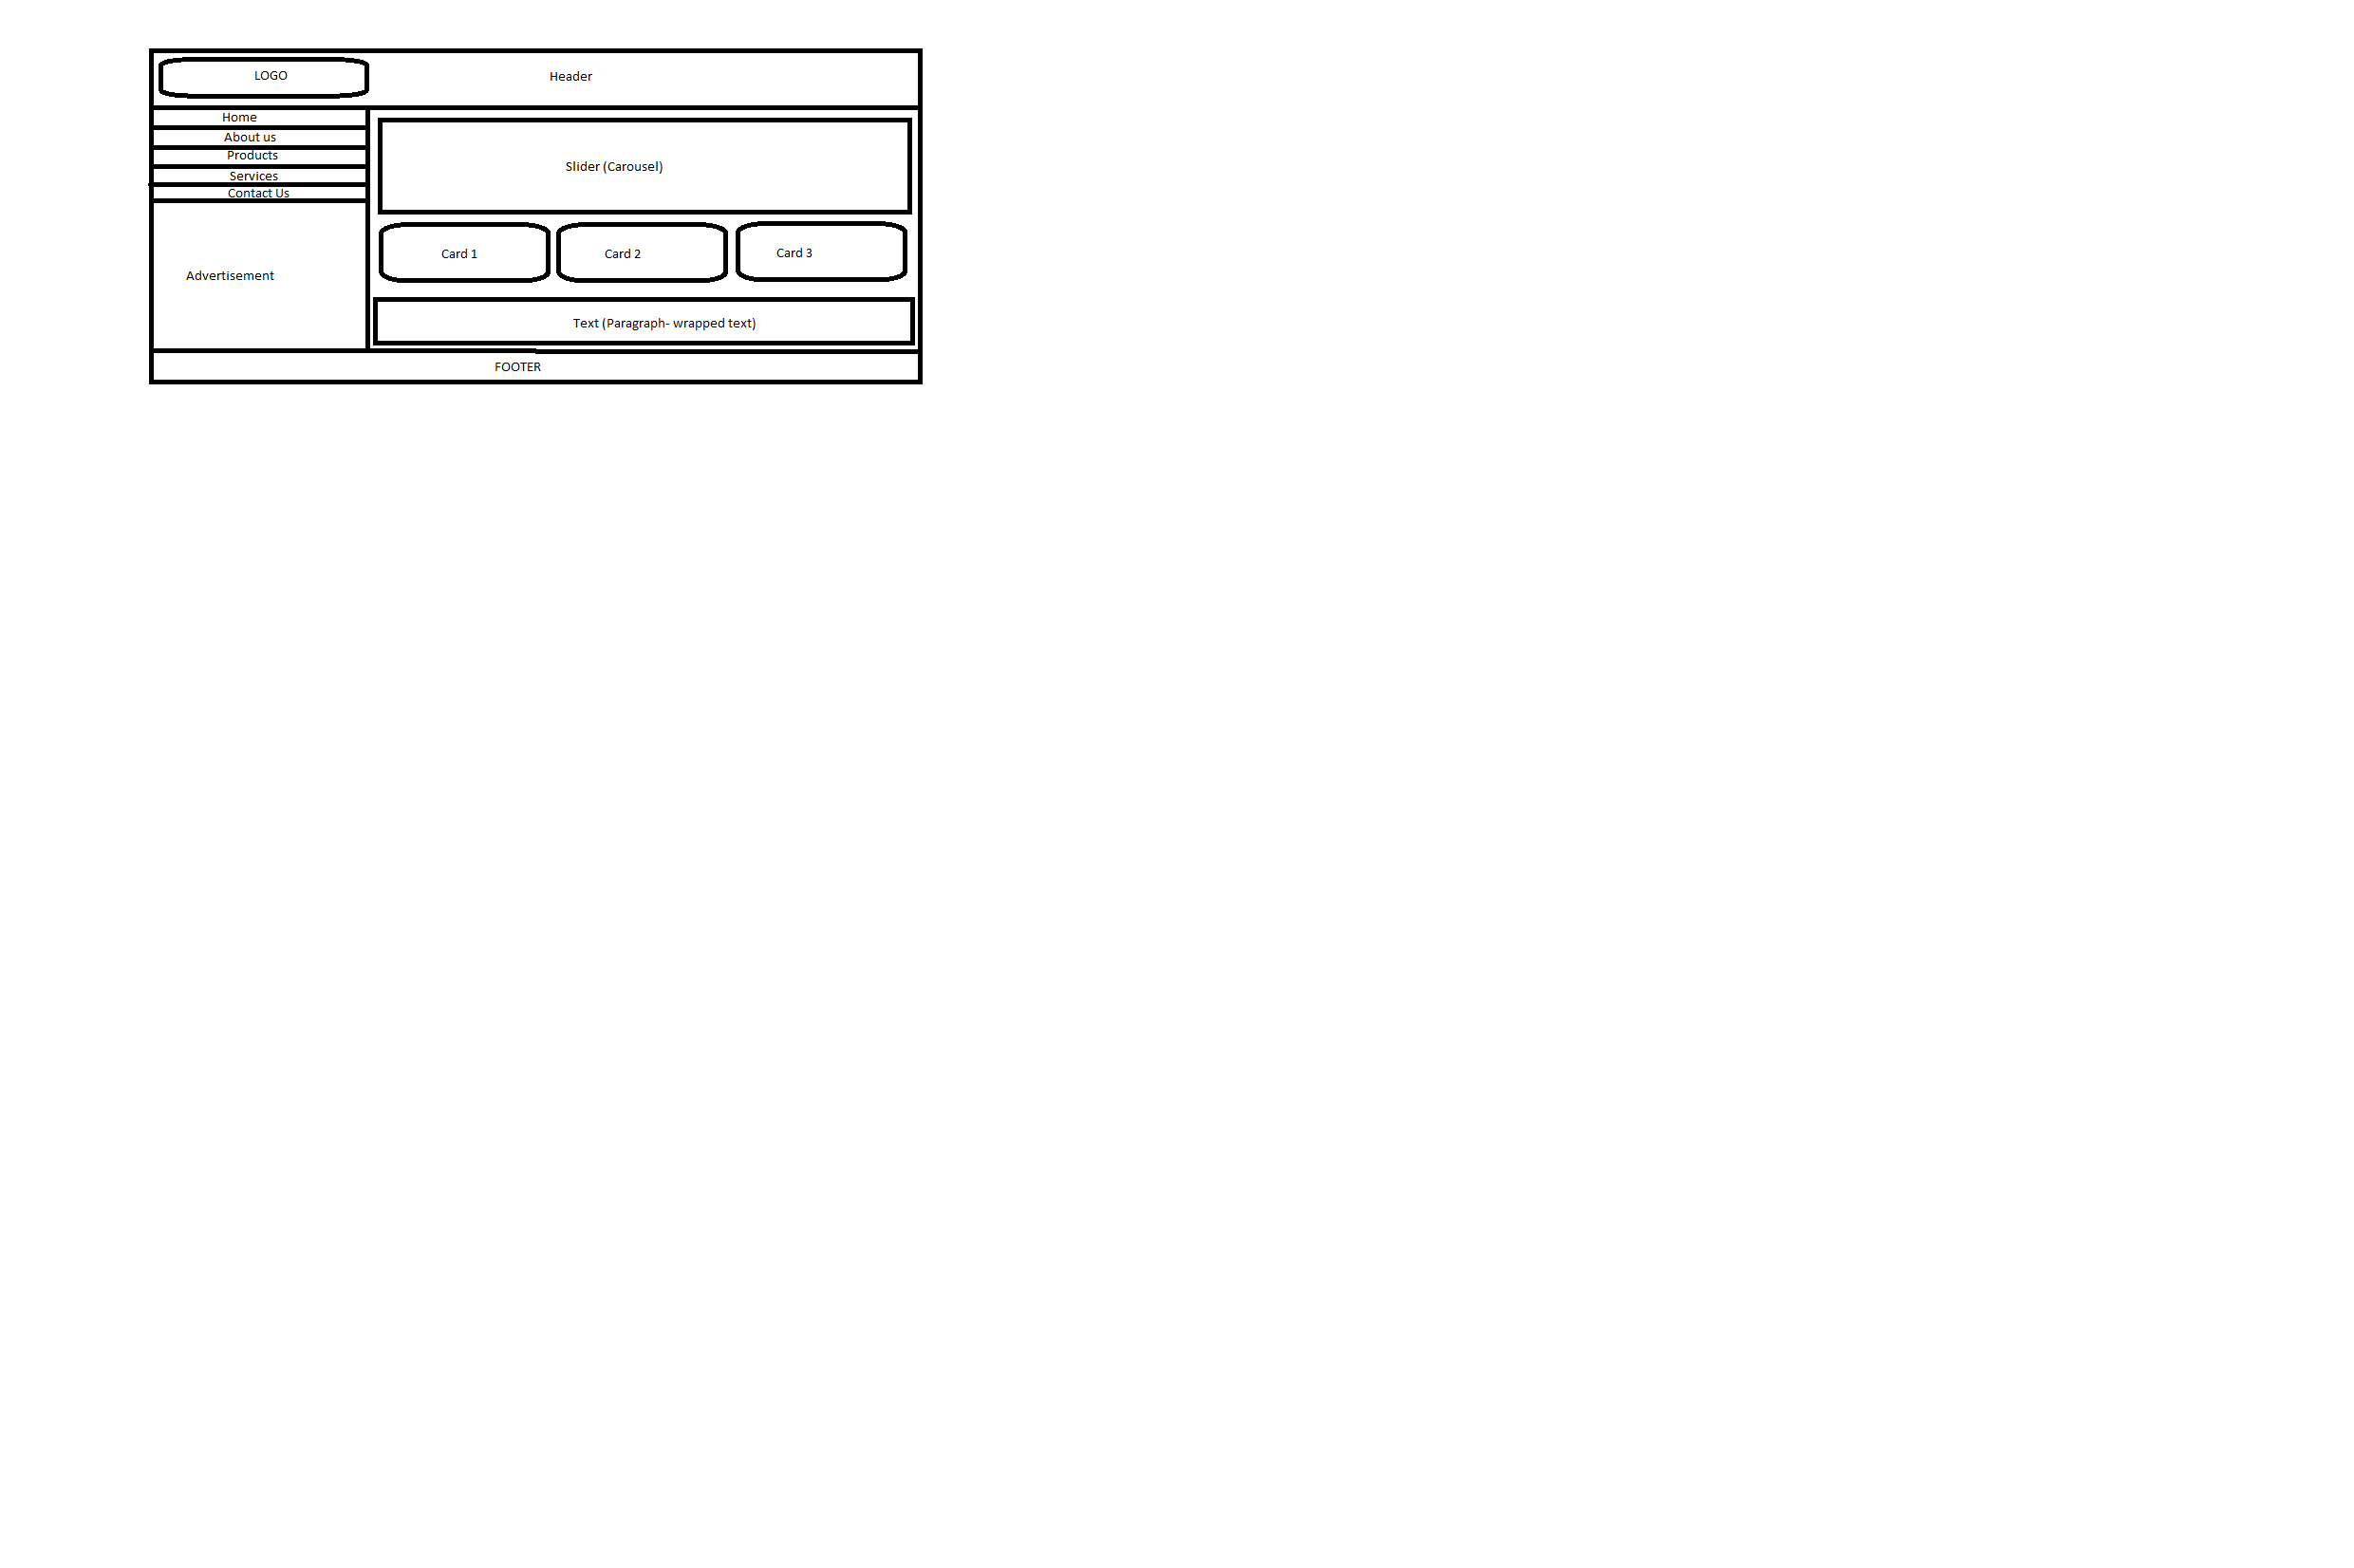 LOGO
Header
Home
About us
Products
Services
Contact Us
Advertisement
Slider (Carousel)
Card 1
Card 2
Card 3
Text (Paragraph- wrapped text)
FOOTER